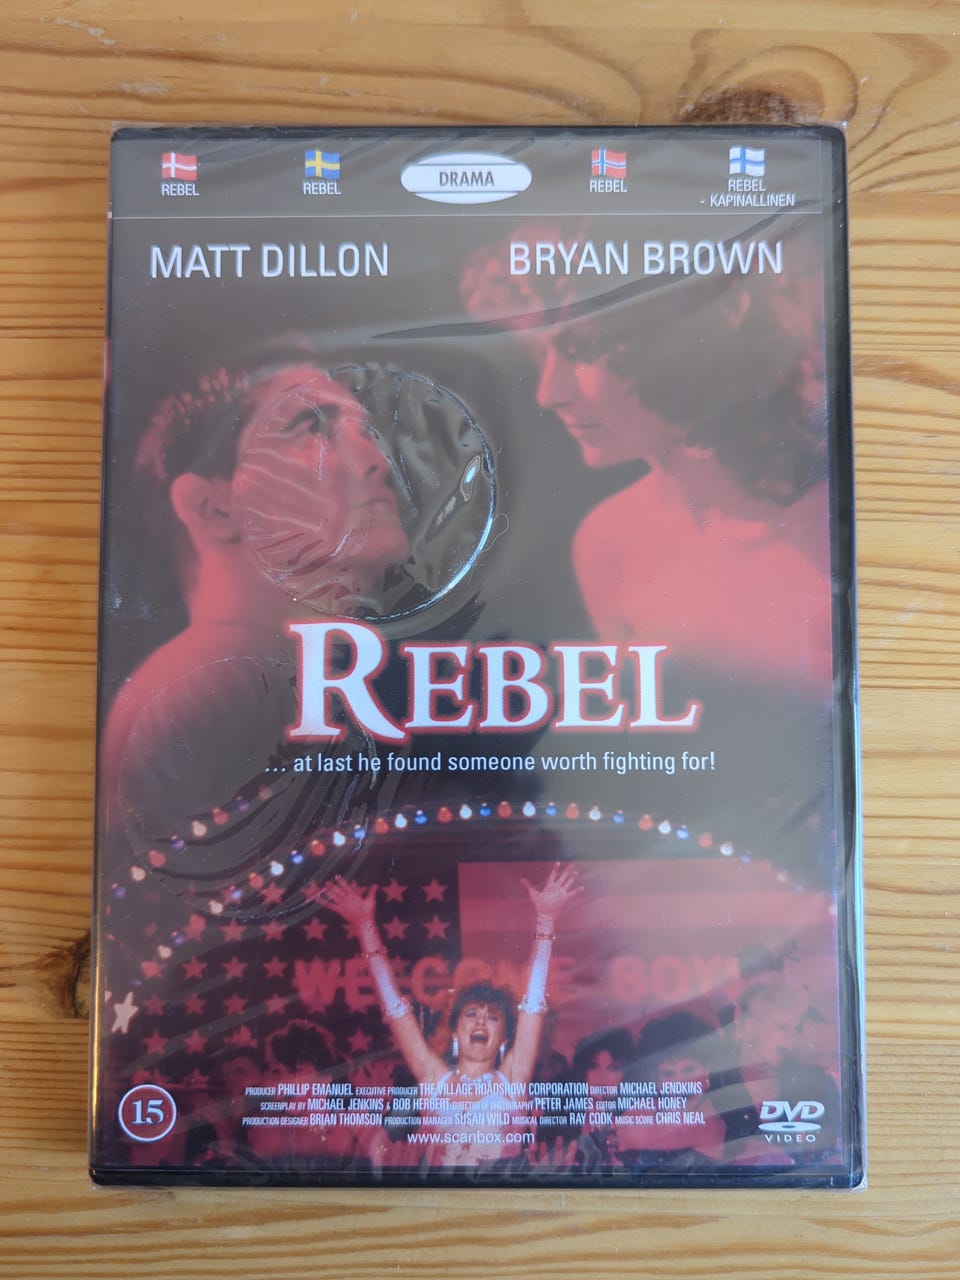 REBEL
REBEL
DRAMA
REBEL
REBEL
- KAPINALLINEN
MATT DILLON
BRYAN BROWN
REBEL
... at last he found someone worth fighting for!
WELCOME BOYS
PRODUCER PHILLIP EMANUEL EXECUTIVE PRODUCER THE VILLAGE ROADSHOW CORPORATION DIRECTOR MICHAEL JENDKINS
SCREENPLAY BY MICHAEL JENKINS & BOB HERBERT DIRECTOR OF PHOTOGRAPHY PETER JAMES EDITOR MICHAEL HONEY
PRODUCTION DESIGNER BRIAN THOMSON PRODUCTION MANAGER SUSAN WILD MUSICAL DIRECTOR RAY COOK MUSIC SCORE CHRIS NEAL
www.scanbox.com
15
DVD
VIDEO